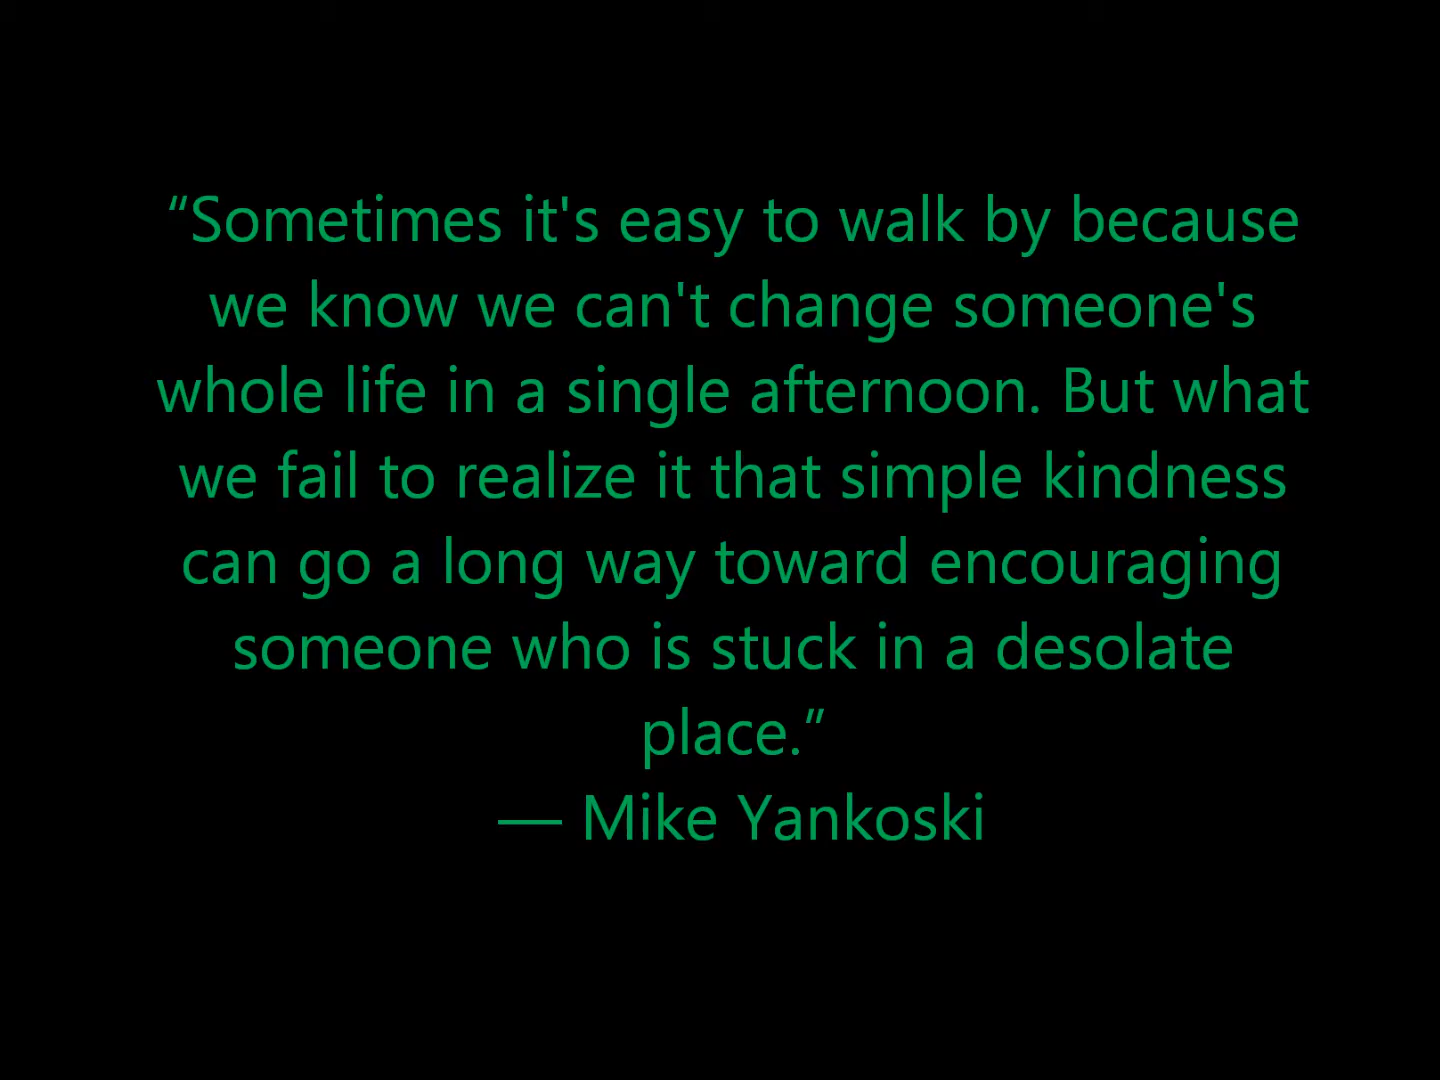 “Sometimes it's easy to walk by because
we know we can't change someone's
whole life in a single afternoon. But what
we fail to realize it that simple kindness
can go a long way toward encouraging
someone who is stuck in a desolate
place.”
— Mike Yankoski